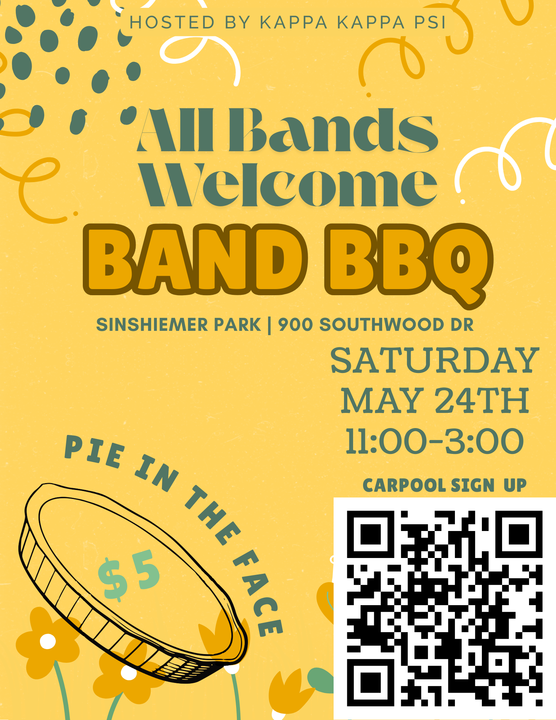 HOSTED BY KAPPA KAPPA PSI
All Bands
Welcome
BAND BBQ
SINSHIEMER PARK | 900 SOUTHWOOD DR
SATURDAY
MAY 24TH
11:00-3:00
CARPOOL SIGN UP
PIE IN THE FACE
$5